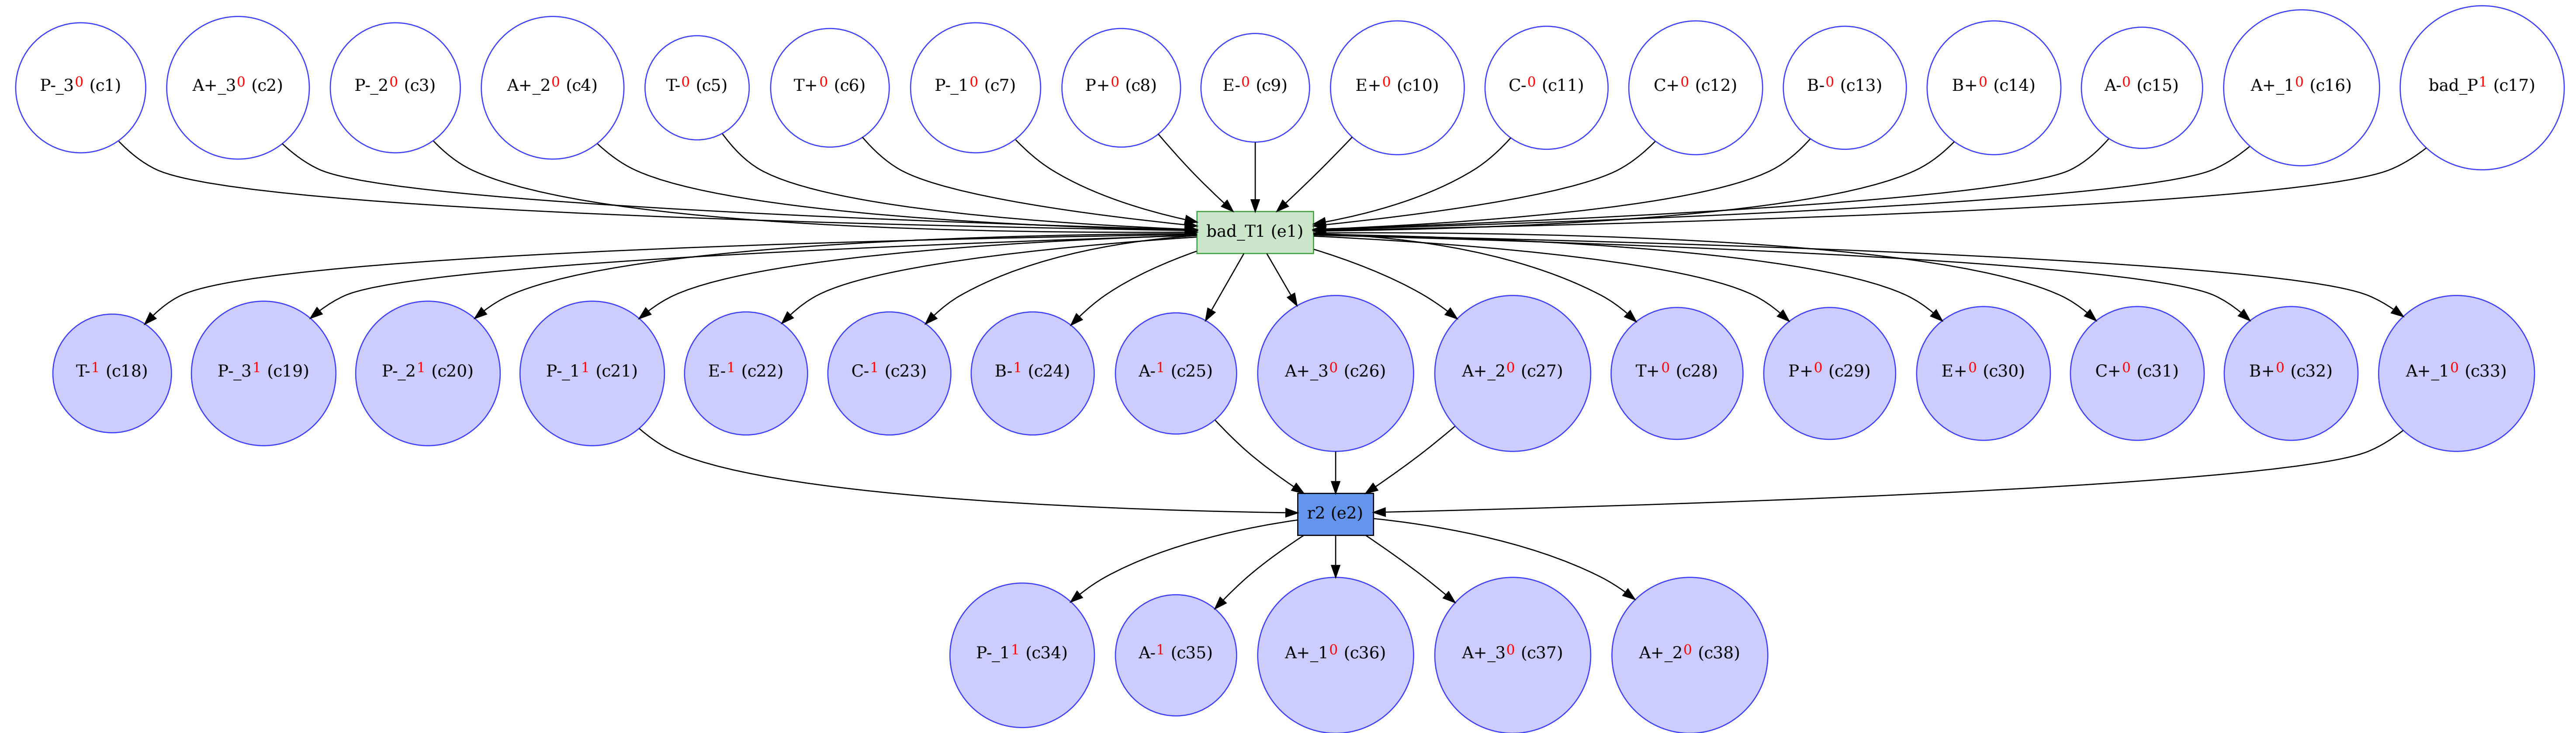 P-_3⁰ (c1)
A+_3⁰ (c2)
P-_2⁰ (c3)
A+_2⁰ (c4)
T-⁰ (c5)
T+⁰ (c6)
P-_1⁰ (c7)
P+⁰ (c8)
E-⁰ (c9)
E+⁰ (c10)
C-⁰ (c11)
C+⁰ (c12)
B-⁰ (c13)
B+⁰ (c14)
A-⁰ (c15)
A+_1⁰ (c16)
bad_P¹ (c17)
bad_T1 (e1)
T-¹ (c18)
P-_3¹ (c19)
P-_2¹ (c20)
P-_1¹ (c21)
E-¹ (c22)
C-¹ (c23)
B-¹ (c24)
A-¹ (c25)
A+_3⁰ (c26)
A+_2⁰ (c27)
T+⁰ (c28)
P+⁰ (c29)
E+⁰ (c30)
C+⁰ (c31)
B+⁰ (c32)
A+_1⁰ (c33)
r2 (e2)
P-_1¹ (c34)
A-¹ (c35)
A+_1⁰ (c36)
A+_3⁰ (c37)
A+_2⁰ (c38)